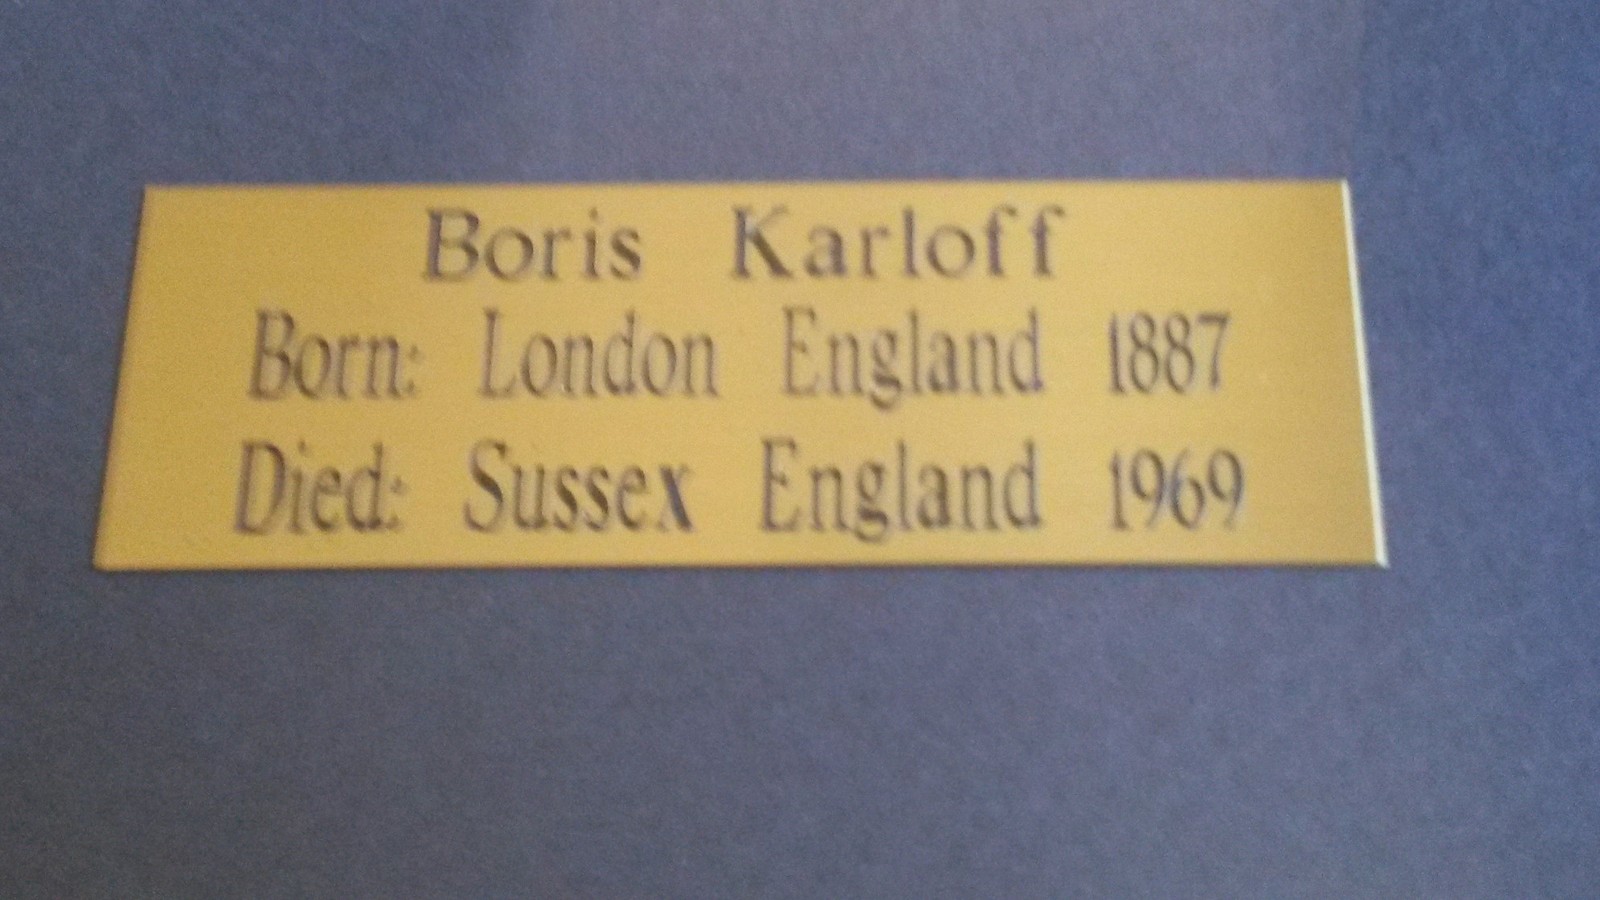 Boris Karloff
Born: London England 1887
Died: Sussex England 1969